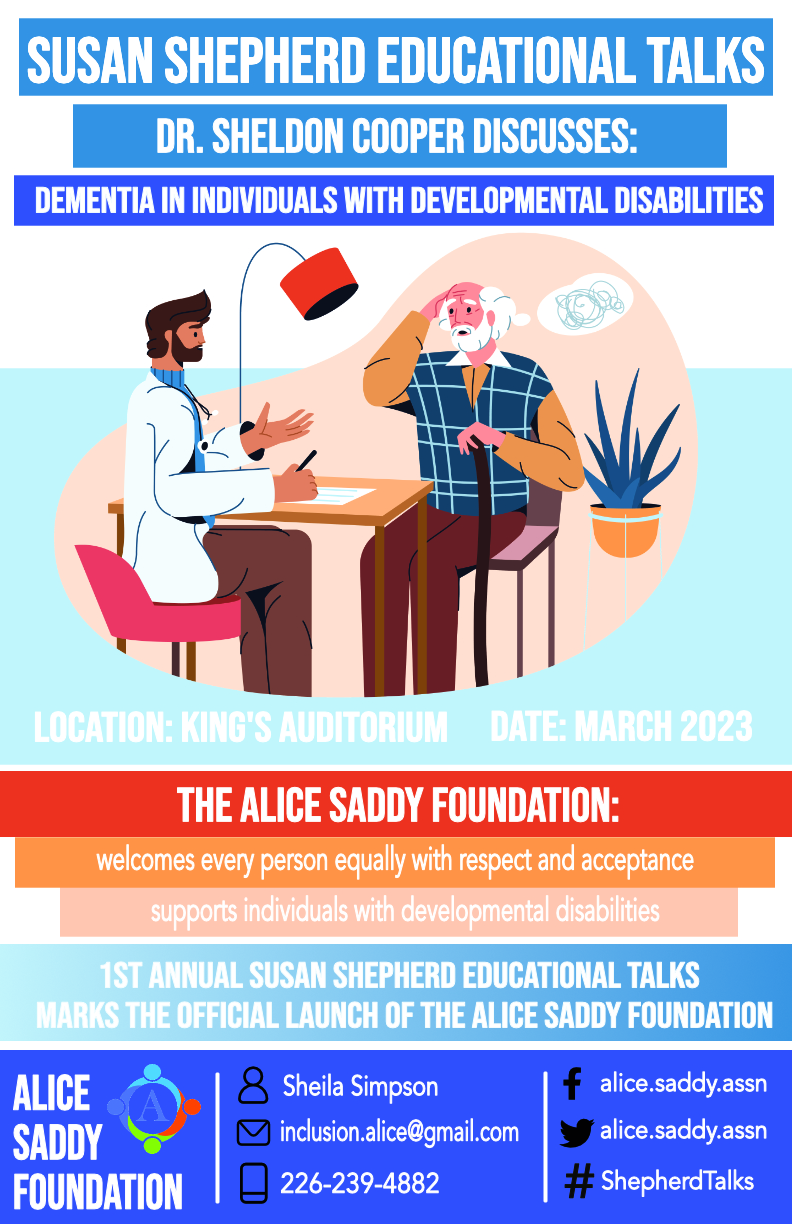 SUSAN SHEPHERD EDUCATIONAL TALKS
DR. SHELDON COOPER DISCUSSES:
DEMENTIA IN INDIVIDUALS WITH DEVELOPMENTAL DISABILITIES
LOCATION: KING'S AUDITORIUM DATE: MARCH 2023
THE ALICE SADDY FOUNDATION:
welcomes every person equally with respect and acceptance
supports individuals with developmental disabilities
1ST ANNUAL SUSAN SHEPHERD EDUCATIONAL TALKS
MARKS THE OFFICIAL LAUNCH OF THE ALICE SADDY FOUNDATION
ALICE
SADDY
FOUNDATION
A
Sheila Simpson
inclusion.alice@gmail.com
226-239-4882
alice.saddy.assn
alice.saddy.assn
# ShepherdTalks